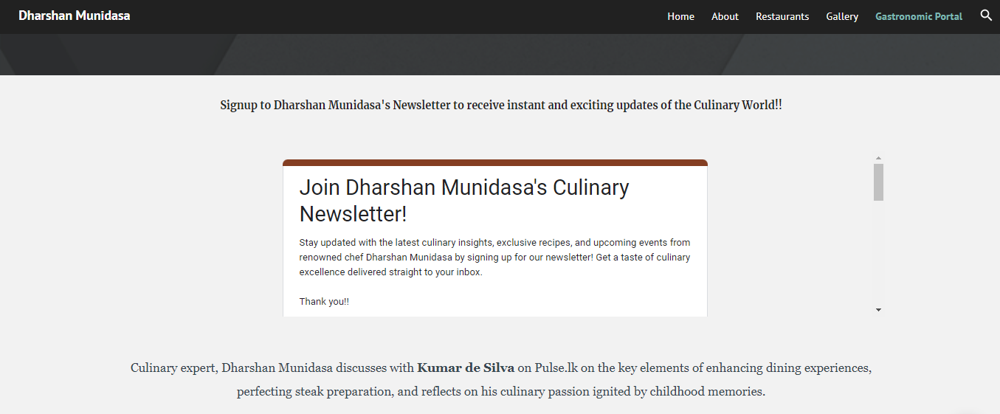 Dharshan Munidasa
Home About Restaurants Gallery Gastronomic Portal
Signup to Dharshan Munidasa's Newsletter to receive instant and exciting updates of the Culinary World!!
Join Dharshan Munidasa's Culinary
Newsletter!
Stay updated with the latest culinary insights, exclusive recipes, and upcoming events from
renowned chef Dharshan Munidasa by signing up for our newsletter! Get a taste of culinary
excellence delivered straight to your inbox.
Thank you!!
Culinary expert, Dharshan Munidasa discusses with Kumar de Silva on Pulse.lk on the key elements of enhancing dining experiences,
perfecting steak preparation, and reflects on his culinary passion ignited by childhood memories.